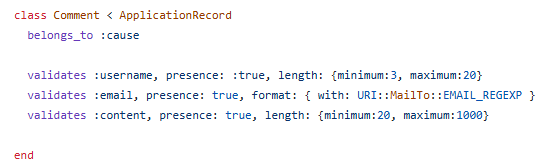 class Comment < ApplicationRecord
  belongs_to :cause

  validates :username, presence: :true, length: {minimum:3, maximum:20}
  validates :email, presence: true, format: { with: URI::MailTo::EMAIL_REGEXP }
  validates :content, presence: true, length: {minimum:20, maximum:1000}

end